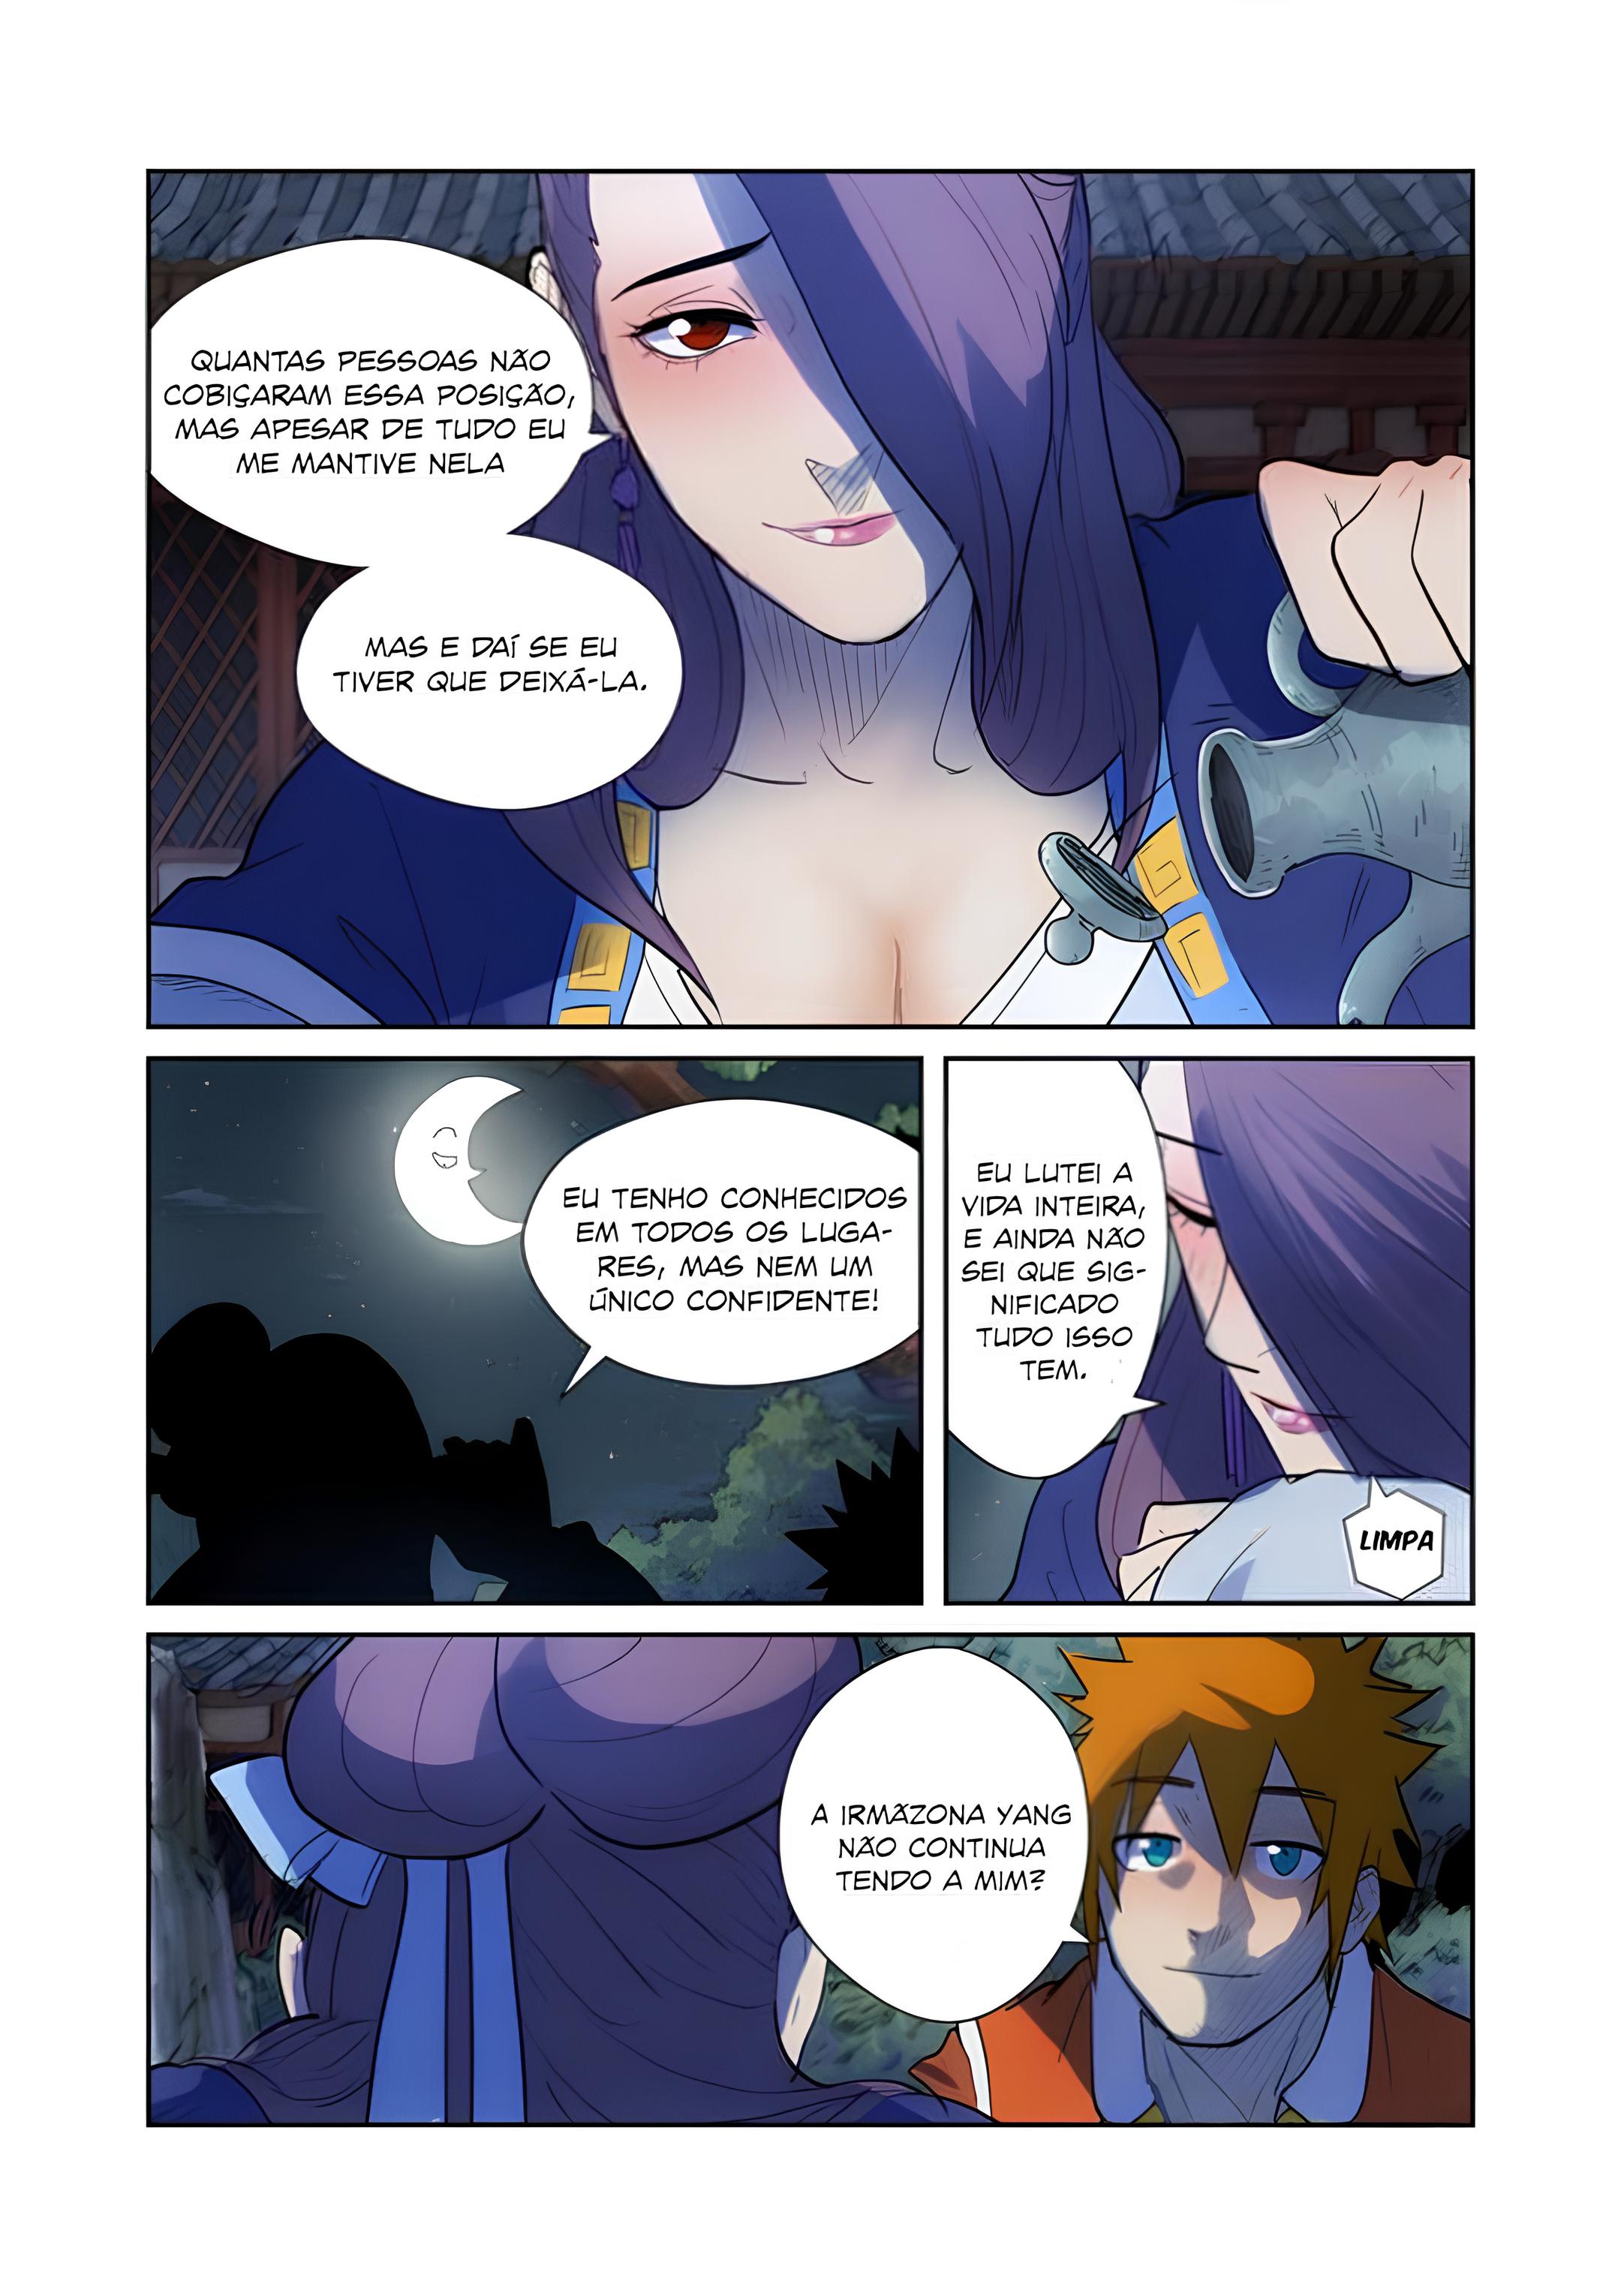 QUANTAS PESSOAS NÃO
COBIÇARAM ESSA POSIÇÃO,
MAS APESAR DE TUDO EU
ME MANTIVE NELA
MAS E DAÍ SE EU
TIVER QUE DEIXÁ-LA.
EU TENHO CONHECIDOS
EM TODOS OS LUGA-
RES, MAS NEM UM
ÚNICO CONFIDENTE!
EU LUTEI A
VIDA INTEIRA,
E AINDA NÃO
SEI QUE SIG-
NIFICADO
TUDO ISSO
TEM.
LIMPA
A IRMÃZONA YANG
NÃO CONTINUA
TENDO A MIM?